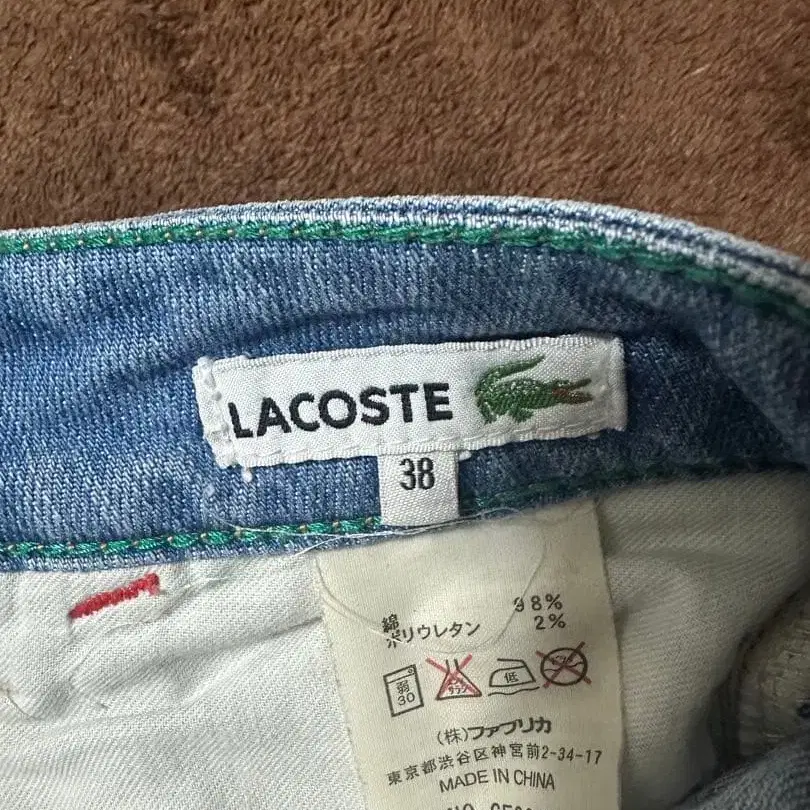 LACOSTE
38
綿 98%
ポリウレタン 2%
弱
30
低
(株)ファブリカ
東京都渋谷区神宮前2-34-17
MADE IN CHINA